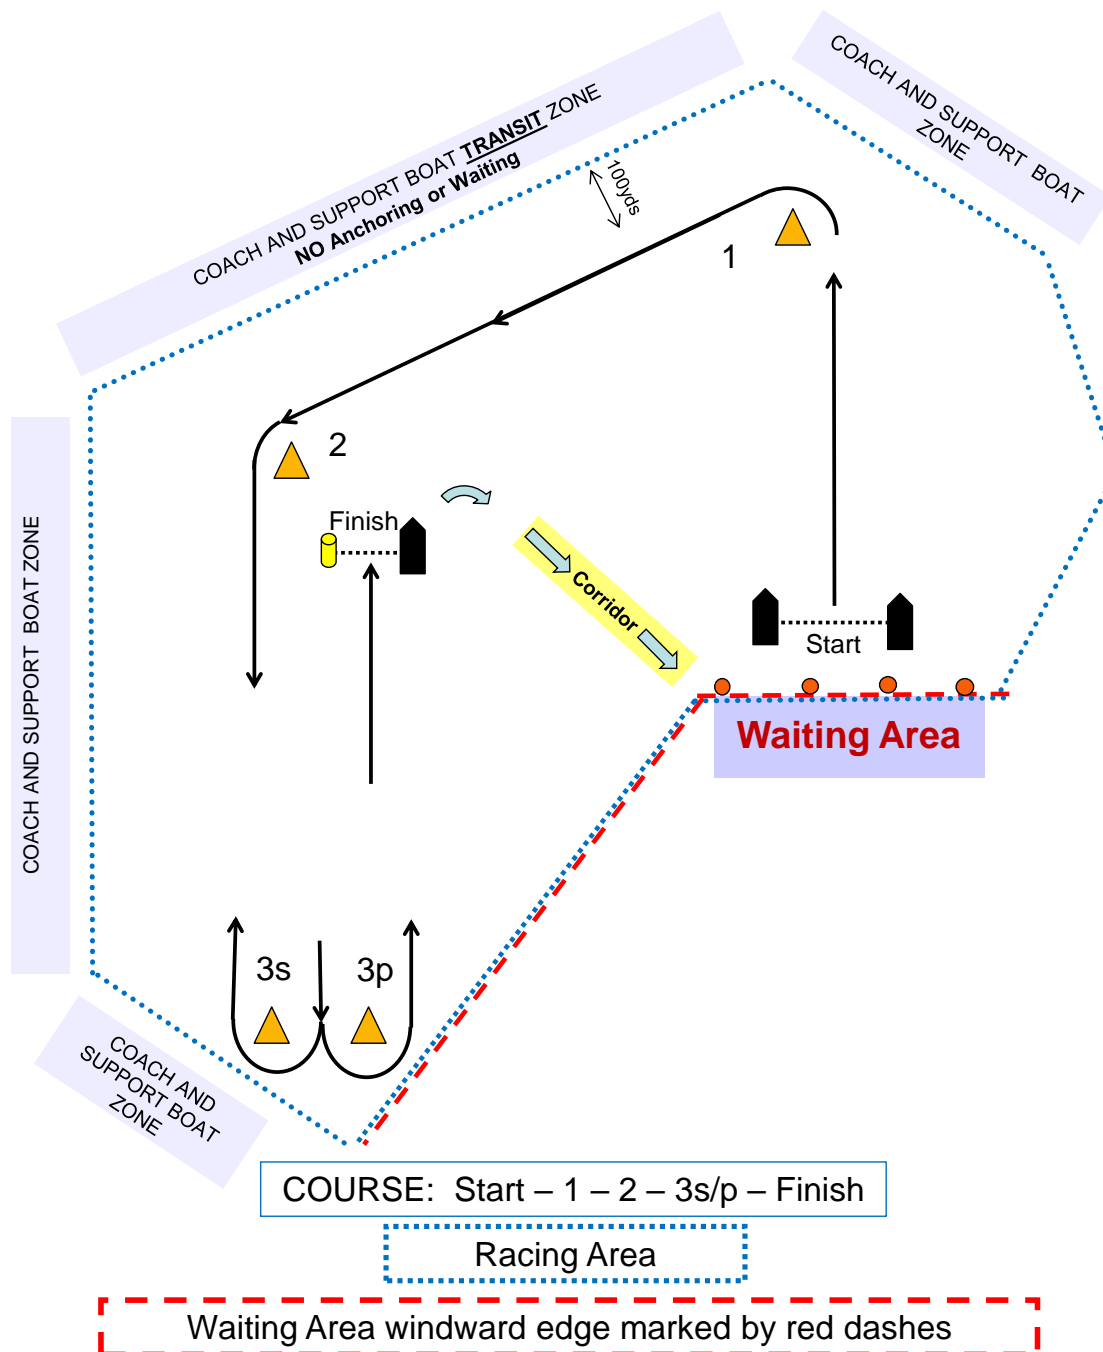 COACH AND SUPPORT BOAT
ZONE
COACH AND SUPPORT BOAT TRANSIT ZONE
NO Anchoring or Waiting
100yds
1
2
Finish
Corridor
Start
Waiting Area
COACH AND SUPPORT BOAT ZONE
3s
3p
COACH AND
SUPPORT BOAT
ZONE
COURSE: Start – 1 – 2 – 3s/p – Finish
Racing Area
Waiting Area windward edge marked by red dashes